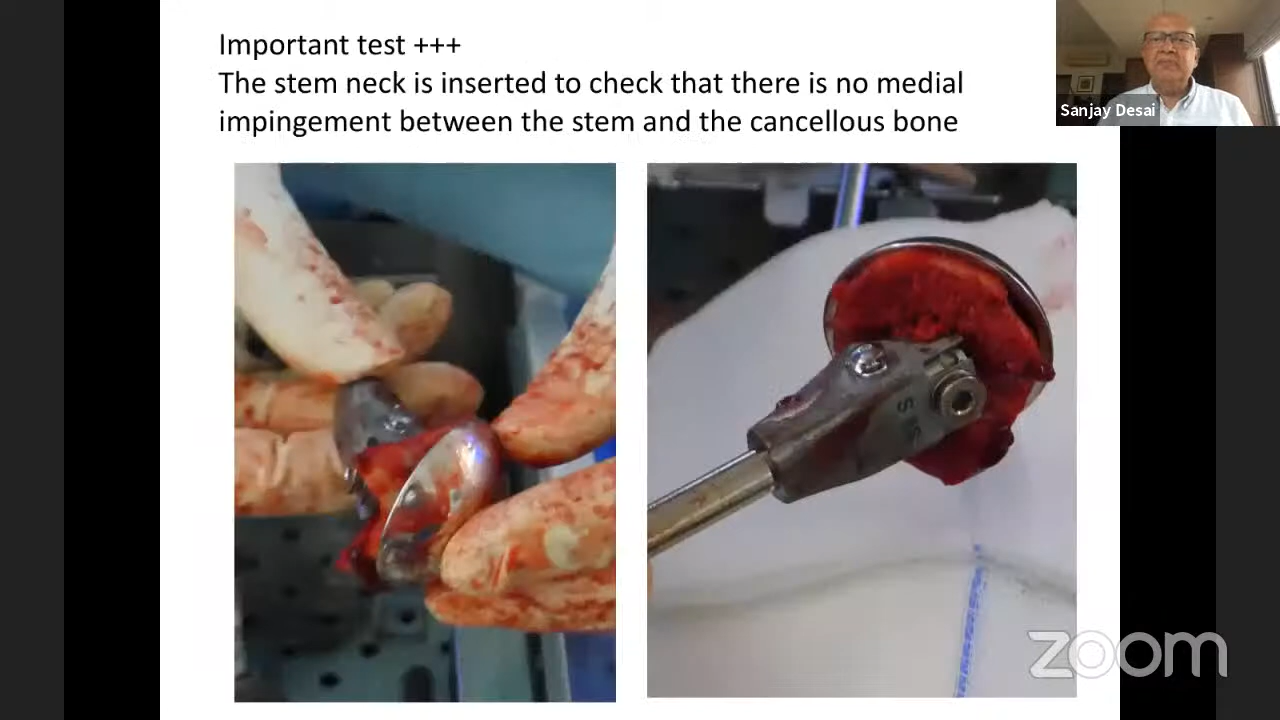 Important test +++
The stem neck is inserted to check that there is no medial
impingement between the stem and the cancellous bone
Sanjay Desai
zoom